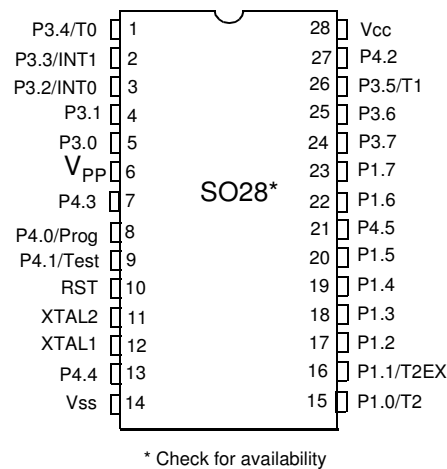 P3.4/T0 1 28 Vcc
P3.3/INT1 2 27 P4.2
P3.2/INT0 3 26 P3.5/T1
P3.1 4 25 P3.6
P3.0 5 24 P3.7
VPP 6 23 P1.7
P4.3 7 SO28* 22 P1.6
P4.0/Prog 8 21 P4.5
P4.1/Test 9 20 P1.5
RST 10 19 P1.4
XTAL2 11 18 P1.3
XTAL1 12 17 P1.2
P4.4 13 16 P1.1/T2EX
Vss 14 15 P1.0/T2
* Check for availability